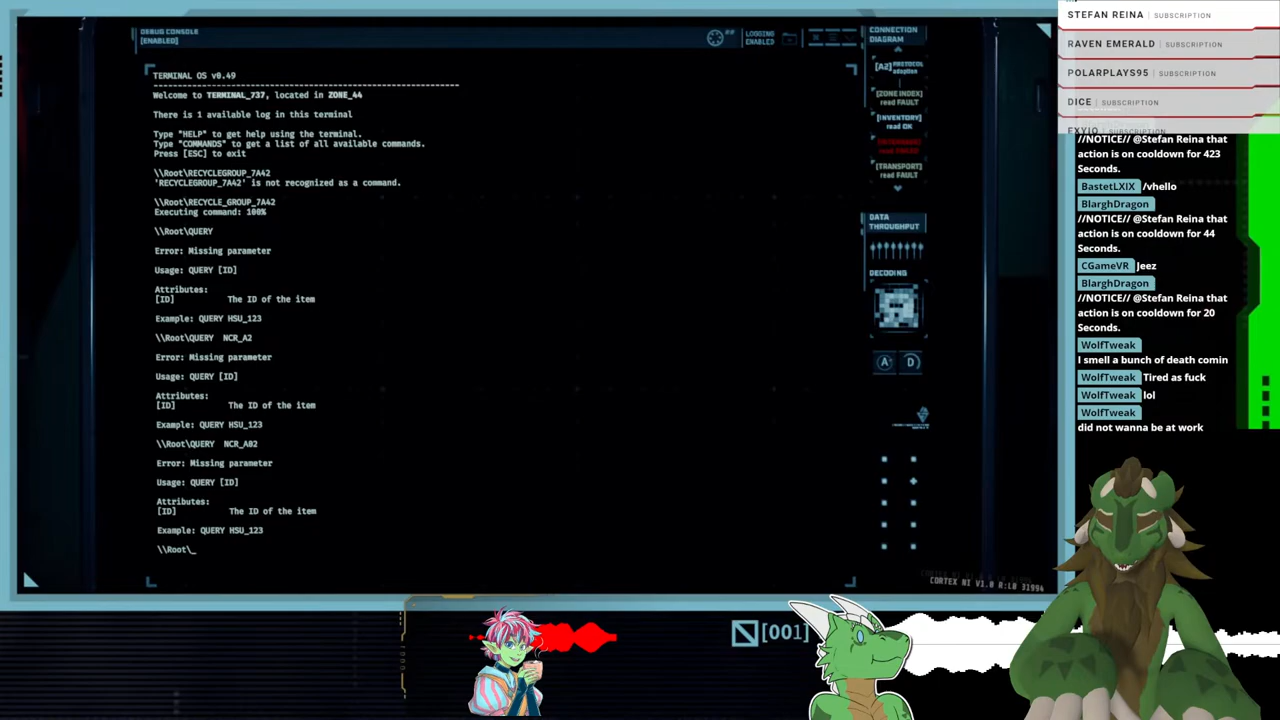 DEBUG CONSOLE
[ENABLED]
LOGGING
ENABLED
CONNECTION
DIAGRAM
[A2] PROTOCOL
adaption
[ZONE INDEX]
read FAULT
[INVENTORY]
read OK
[TRANSPORT]
read FAULT
DATA
THROUGHPUT
DECODING
A
D
TERMINAL OS v0.49
Welcome to TERMINAL_737, located in ZONE_44
There is 1 available log in this terminal
Type "HELP" to get help using the terminal.
Type "COMMANDS" to get a list of all available commands.
Press [ESC] to exit
\\Root\RECYCLEGROUP_7A42
'RECYCLEGROUP_7A42' is not recognized as a command.
\\Root\RECYCLE_GROUP_7A42
Executing command: 100%
\\Root\QUERY
Error: Missing parameter
Usage: QUERY [ID]
Attributes:
[ID] The ID of the item
Example: QUERY HSU_123
\\Root\QUERY  NCR_A2
Error: Missing parameter
Usage: QUERY [ID]
Attributes:
[ID] The ID of the item
Example: QUERY HSU_123
\\Root\QUERY  NCR_A02
Error: Missing parameter
Usage: QUERY [ID]
Attributes:
[ID] The ID of the item
Example: QUERY HSU_123
\\Root\_
CORTEX NI V1.0 R:L0 31996
[001]
STEFAN REINA | SUBSCRIPTION
RAVEN EMERALD | SUBSCRIPTION
POLARPLAYS95 | SUBSCRIPTION
DICE | SUBSCRIPTION
EXYIO | SUBSCRIPTION
//NOTICE// @Stefan Reina that
action is on cooldown for 423
Seconds.
BastetLXIX /vhello
BlarghDragon
//NOTICE// @Stefan Reina that
action is on cooldown for 44
Seconds.
CGameVR Jeez
BlarghDragon
//NOTICE// @Stefan Reina that
action is on cooldown for 20
Seconds.
WolfTweak
I smell a bunch of death comin
WolfTweak Tired as fuck
WolfTweak lol
WolfTweak
did not wanna be at work